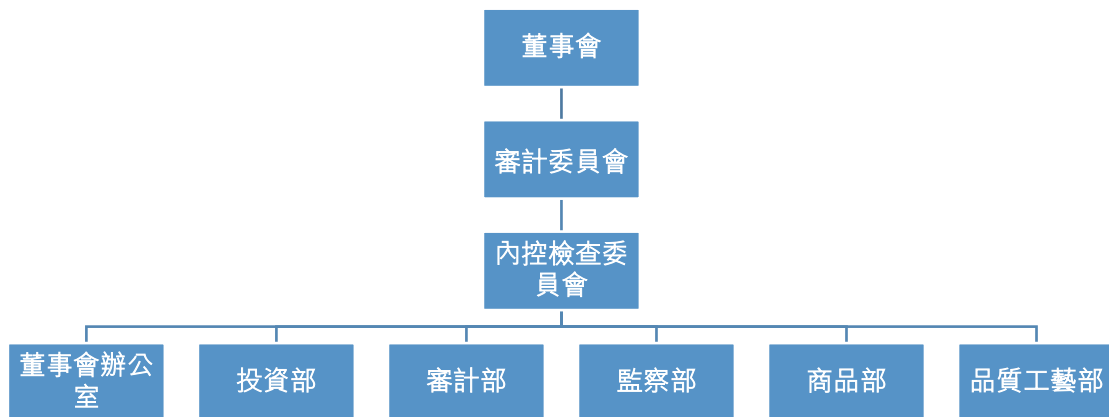 董事會
審計委員會
內控檢查委
員會
董事會辦公
室
投資部
審計部
監察部
商品部
品質工藝部